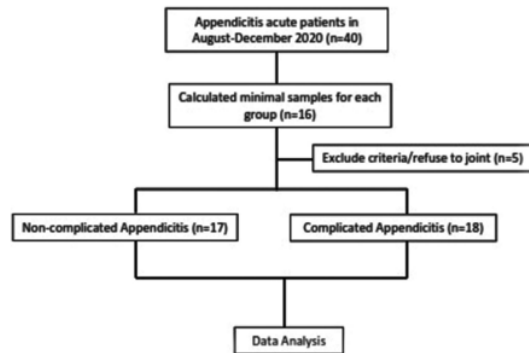 Appendicitis acute patients in
August-December 2020 (n=40)
Calculated minimal samples for each
group (n=16)
Exclude criteria/refuse to joint (n=5)
Non-complicated Appendicitis (n=17)
Complicated Appendicitis (n=18)
Data Analysis